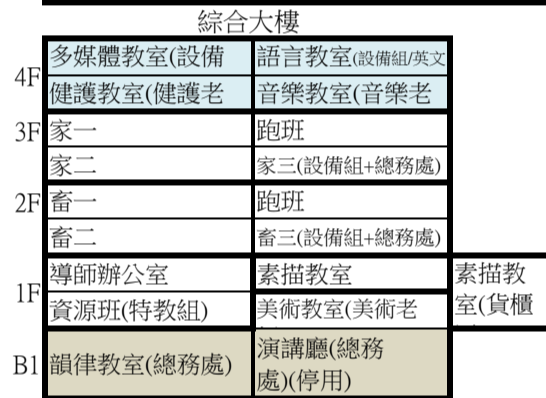 綜合大樓
4F
多媒體教室(設備
語言教室(設備組/英文
健護教室(健護老
音樂教室(音樂老
3F
家一
跑班
家二
家三(設備組+總務處)
2F
畜一
跑班
畜二
畜三(設備組+總務處)
1F
導師辦公室
素描教室
素描教
室(貨櫃
資源班(特教組)
美術教室(美術老
B1
韻律教室(總務處)
演講廳(總務
處)(停用)